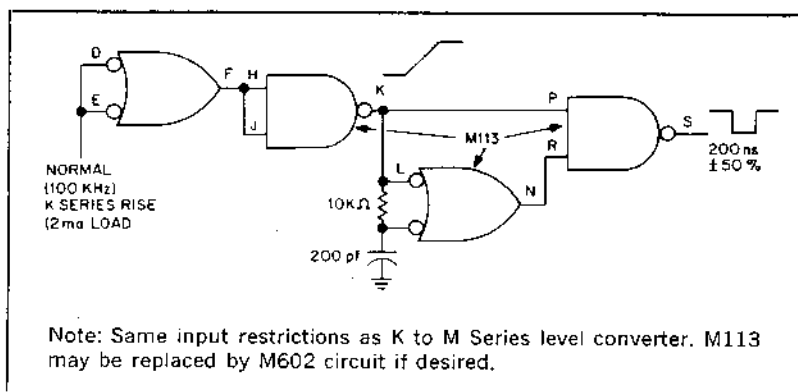 D
E
F
H
J
K
P
S
R
M113
L
N
10KΩ
200 pf
NORMAL
(100 KHz)
K SERIES RISE
(2ma LOAD
200 ns
±50%
Note: Same input restrictions as K to M Series level converter. M113
may be replaced by M602 circuit if desired.